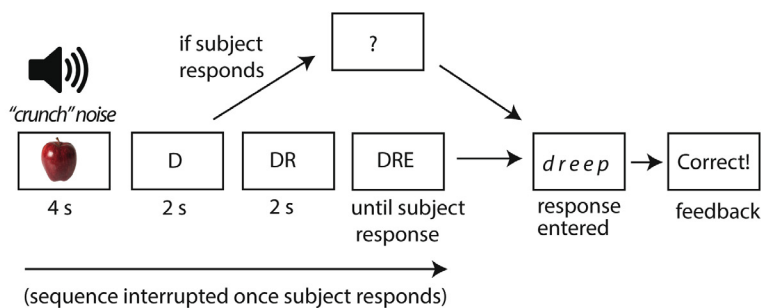 ?
if subject
responds
"crunch" noise
D
DR
DRE
dreep
Correct!
4 s
2 s
2 s
until subject
response
response
entered
feedback
(sequence interrupted once subject responds)